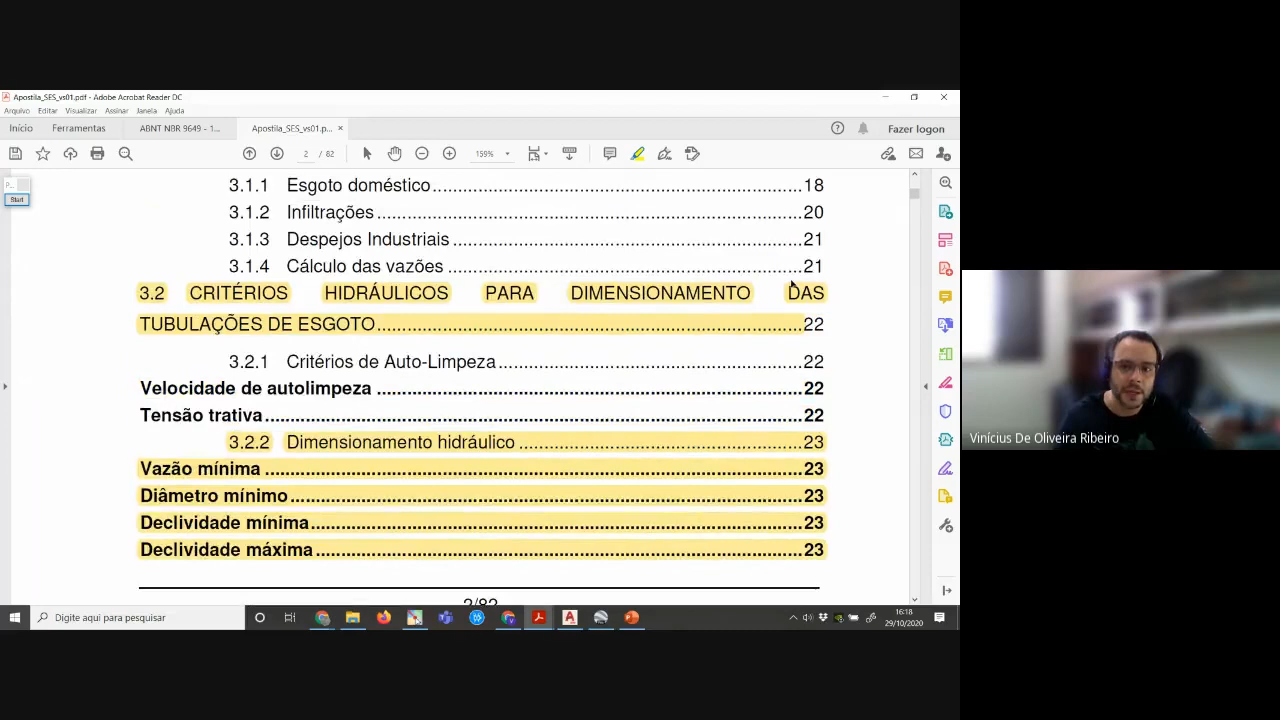 Apostila_SES_vs01.pdf - Adobe Acrobat Reader DC
Arquivo Editar Visualizar Assinar Janela Ajuda
Início Ferramentas ABNT NBR 9649 - 1... Apostila_SES_vs01.p... × Fazer logon
2 / 82 159%
P...
Start
3.1.1 Esgoto doméstico 18
3.1.2 Infiltrações 20
3.1.3 Despejos Industriais 21
3.1.4 Cálculo das vazões 21
3.2 CRITÉRIOS HIDRÁULICOS PARA DIMENSIONAMENTO DAS
TUBULAÇÕES DE ESGOTO 22
3.2.1 Critérios de Auto-Limpeza 22
Velocidade de autolimpeza 22
Tensão trativa 22
3.2.2 Dimensionamento hidráulico 23
Vazão mínima 23
Diâmetro mínimo 23
Declividade mínima 23
Declividade máxima 23
2/82
Vinícius De Oliveira Ribeiro
Digite aqui para pesquisar
16:18
29/10/2020